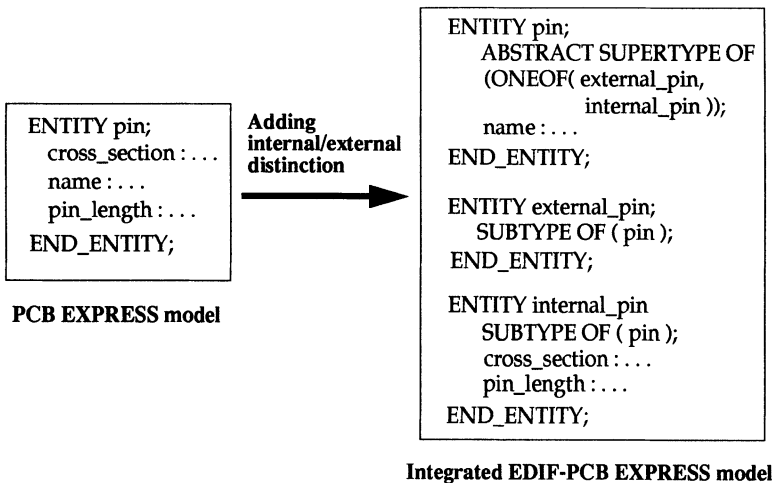 ENTITY pin;
cross_section : . . .
name : . . .
pin_length : . . .
END_ENTITY;
PCB EXPRESS model
Adding
internal/external
distinction
ENTITY pin;
ABSTRACT SUPERTYPE OF
(ONEOF( external_pin,
internal_pin ));
name : . . .
END_ENTITY;
ENTITY external_pin;
SUBTYPE OF ( pin );
END_ENTITY;
ENTITY internal_pin
SUBTYPE OF ( pin );
cross_section : . . .
pin_length : . . .
END_ENTITY;
Integrated EDIF-PCB EXPRESS model